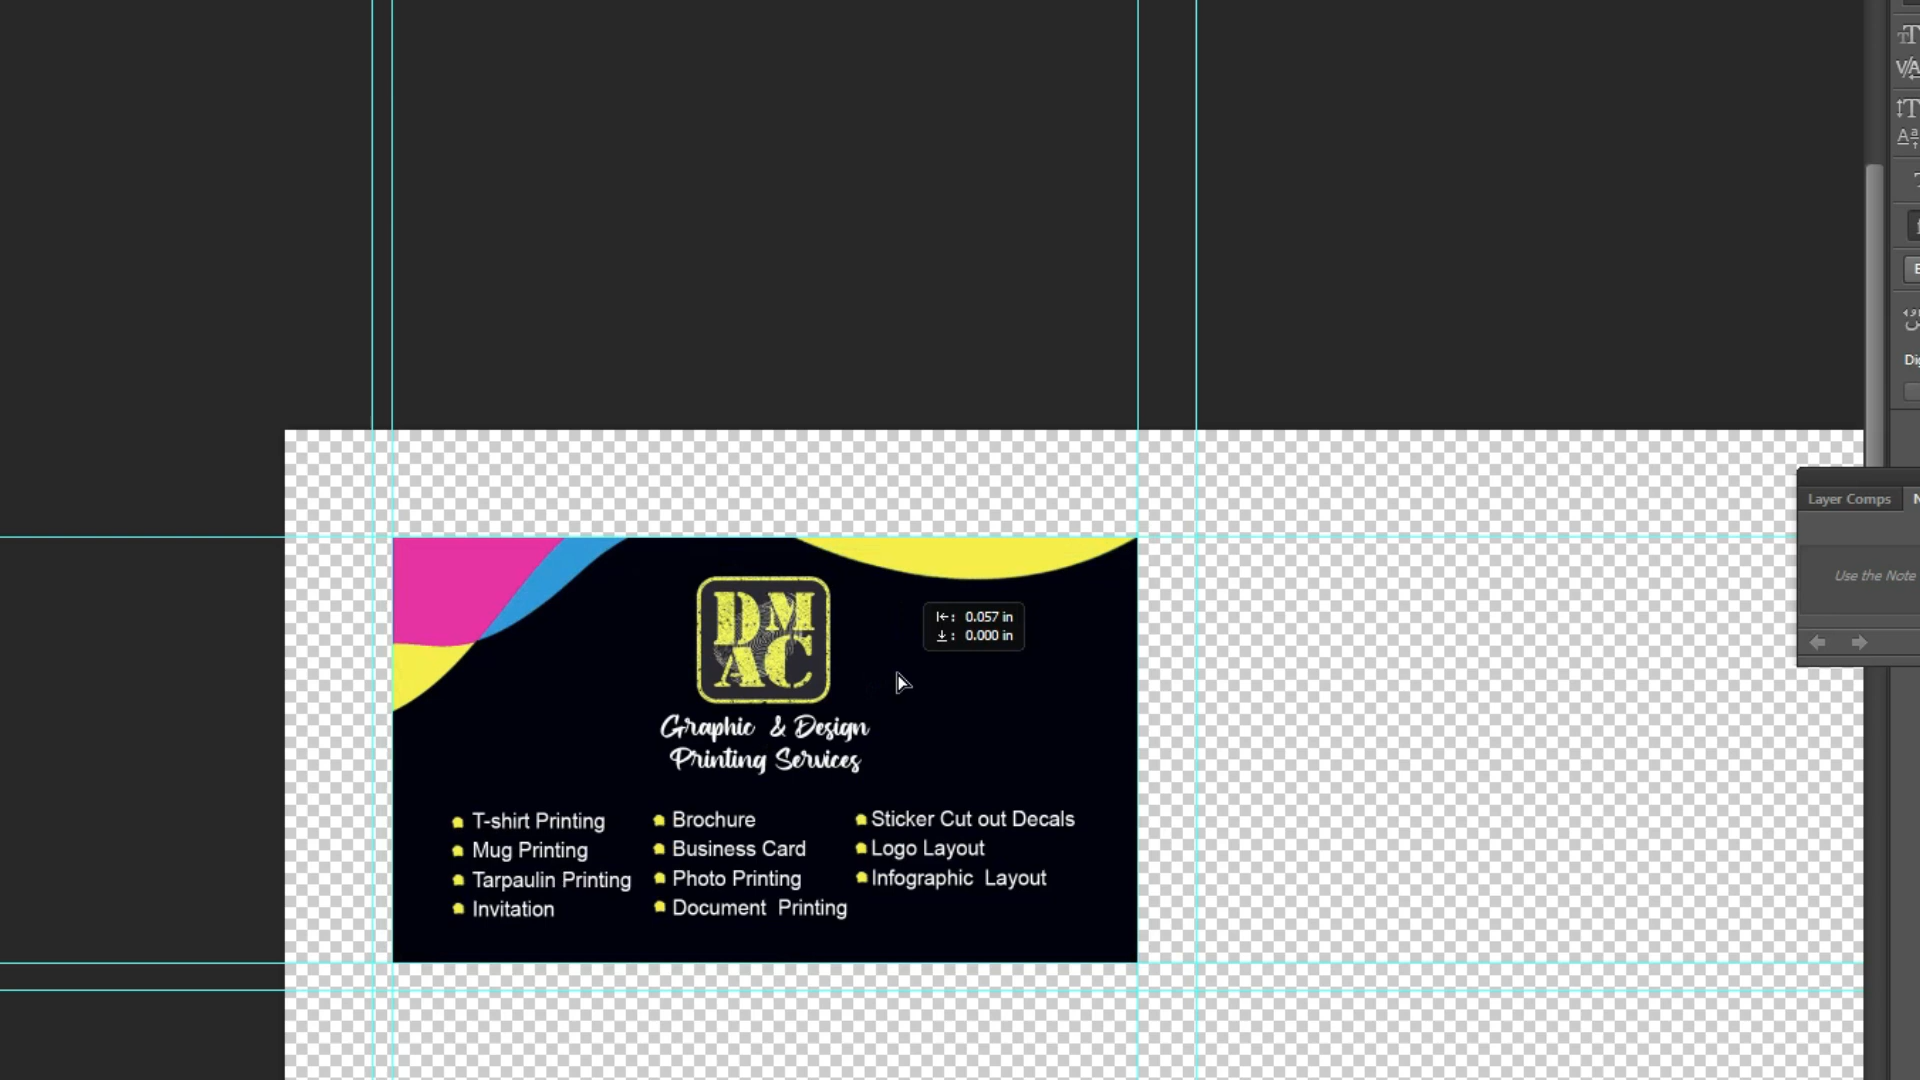 Layer Comps
Use the Note
DM
AC
0.057 in
0.000 in
Graphic & Design
Printing Services
T-shirt Printing
Mug Printing
Tarpaulin Printing
Invitation
Brochure
Business Card
Photo Printing
Document Printing
Sticker Cut out Decals
Logo Layout
Infographic Layout